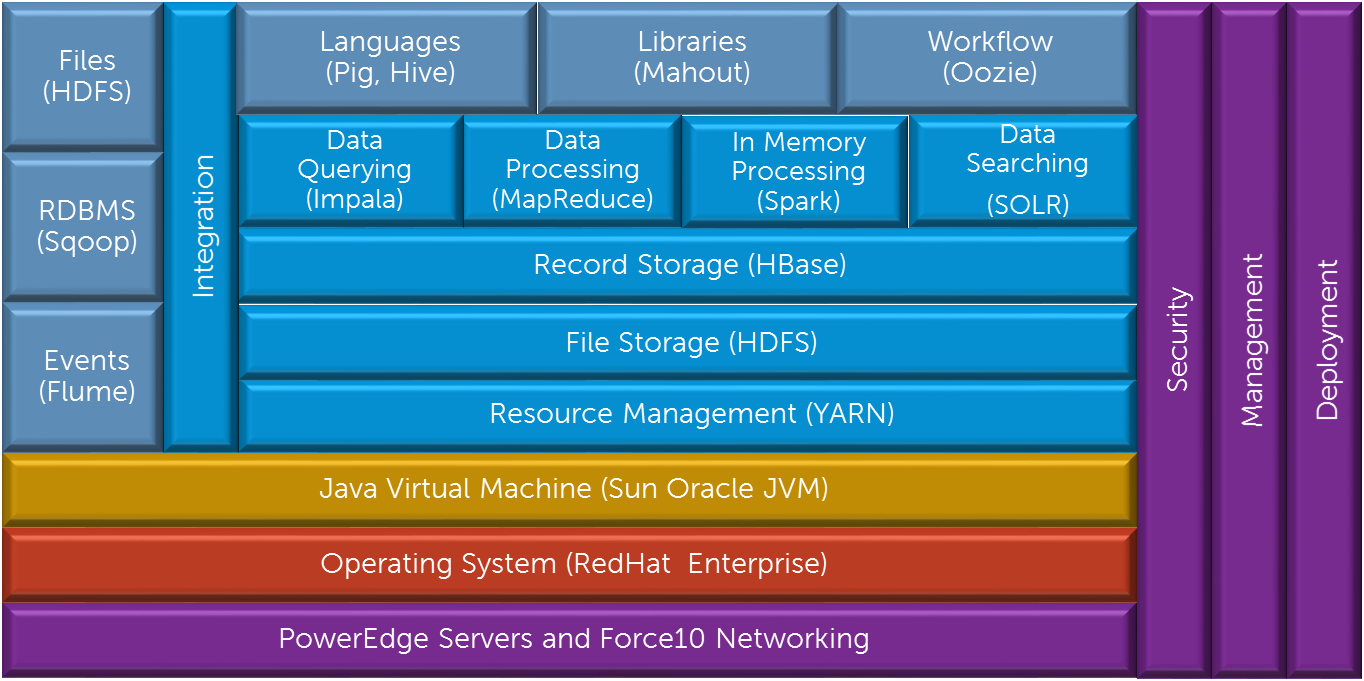 Files
(HDFS)
RDBMS
(Sqoop)
Events
(Flume)
Integration
Languages
(Pig, Hive)
Libraries
(Mahout)
Workflow
(Oozie)
Data
Querying
(Impala)
Data
Processing
(MapReduce)
In Memory
Processing
(Spark)
Data
Searching
(SOLR)
Record Storage (HBase)
File Storage (HDFS)
Resource Management (YARN)
Java Virtual Machine (Sun Oracle JVM)
Operating System (RedHat  Enterprise)
PowerEdge Servers and Force10 Networking
Security
Management
Deployment